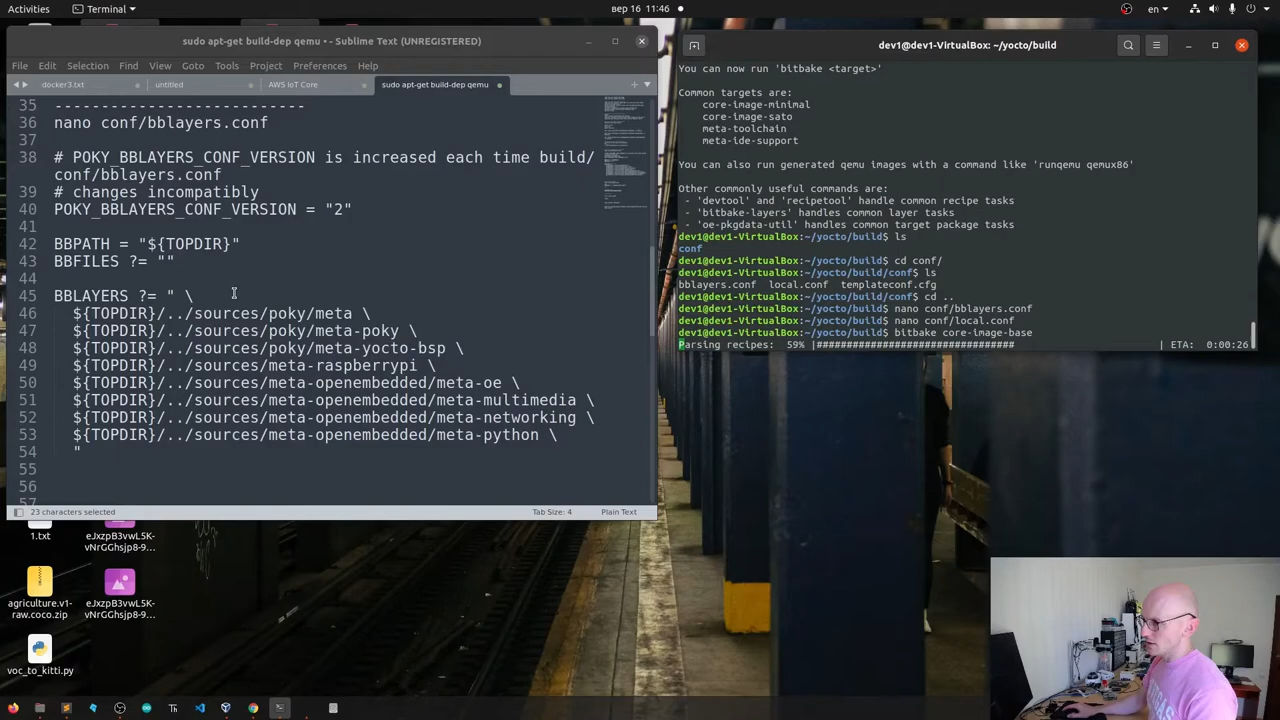 Activities
Terminal
вер 16 11:46
en
sudo apt-get build-dep qemu • - Sublime Text (UNREGISTERED)
File Edit Selection Find View Goto Tools Project Preferences Help
docker3.txt
untitled
AWS IoT Core
sudo apt-get build-dep qemu
35 ---------------------------
36 nano conf/bblayers.conf
37
38 # POKY_BBLAYERS_CONF_VERSION is increased each time build/
conf/bblayers.conf
39 # changes incompatibly
40 POKY_BBLAYERS_CONF_VERSION = "2"
41
42 BBPATH = "${TOPDIR}"
43 BBFILES ?= ""
44
45 BBLAYERS ?= " \
46 ${TOPDIR}/../sources/poky/meta \
47 ${TOPDIR}/../sources/poky/meta-poky \
48 ${TOPDIR}/../sources/poky/meta-yocto-bsp \
49 ${TOPDIR}/../sources/meta-raspberrypi \
50 ${TOPDIR}/../sources/meta-openembedded/meta-oe \
51 ${TOPDIR}/../sources/meta-openembedded/meta-multimedia \
52 ${TOPDIR}/../sources/meta-openembedded/meta-networking \
53 ${TOPDIR}/../sources/meta-openembedded/meta-python \
54 "
55
56
57
23 characters selected
Tab Size: 4
Plain Text
dev1@dev1-VirtualBox: ~/yocto/build
You can now run 'bitbake <target>'
Common targets are:
core-image-minimal
core-image-sato
meta-toolchain
meta-ide-support
You can also run generated qemu images with a command like 'runqemu qemux86'
Other commonly useful commands are:
- 'devtool' and 'recipetool' handle common recipe tasks
- 'bitbake-layers' handles common layer tasks
- 'oe-pkgdata-util' handles common target package tasks
dev1@dev1-VirtualBox:~/yocto/build$ ls
conf
dev1@dev1-VirtualBox:~/yocto/build$ cd conf/
dev1@dev1-VirtualBox:~/yocto/build/conf$ ls
bblayers.conf local.conf templateconf.cfg
dev1@dev1-VirtualBox:~/yocto/build/conf$ cd ..
dev1@dev1-VirtualBox:~/yocto/build$ nano conf/bblayers.conf
dev1@dev1-VirtualBox:~/yocto/build$ nano conf/local.conf
dev1@dev1-VirtualBox:~/yocto/build$ bitbake core-image-base
Parsing recipes: 59% |################################## | ETA: 0:00:26
1.txt
eJxzpB3vwL5K-
vNrGGhsjp8-9...
agriculture.v1-
raw.coco.zip
eJxzpB3vwL5K-
vNrGGhsjp8-9...
voc_to_kitti.py